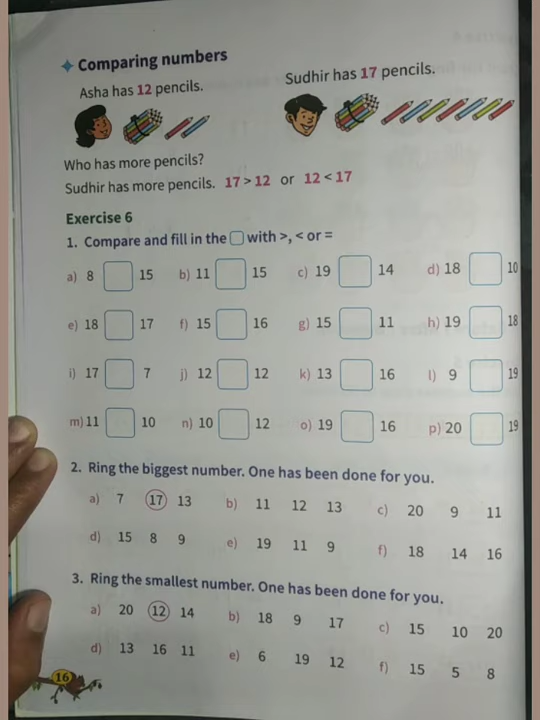 Comparing numbers
Asha has 12 pencils. Sudhir has 17 pencils.
Who has more pencils?
Sudhir has more pencils. 17 > 12 or 12 < 17
Exercise 6
1. Compare and fill in the □ with >, < or =
a) 8 □ 15 b) 11 □ 15 c) 19 □ 14 d) 18 □ 10
e) 18 □ 17 f) 15 □ 16 g) 15 □ 11 h) 19 □ 18
i) 17 □ 7 j) 12 □ 12 k) 13 □ 16 l) 9 □ 19
m) 11 □ 10 n) 10 □ 12 o) 19 □ 16 p) 20 □ 19
2. Ring the biggest number. One has been done for you.
a) 7 17 13 b) 11 12 13 c) 20 9 11
d) 15 8 9 e) 19 11 9 f) 18 14 16
3. Ring the smallest number. One has been done for you.
a) 20 12 14 b) 18 9 17 c) 15 10 20
d) 13 16 11 e) 6 19 12 f) 15 5 8
16